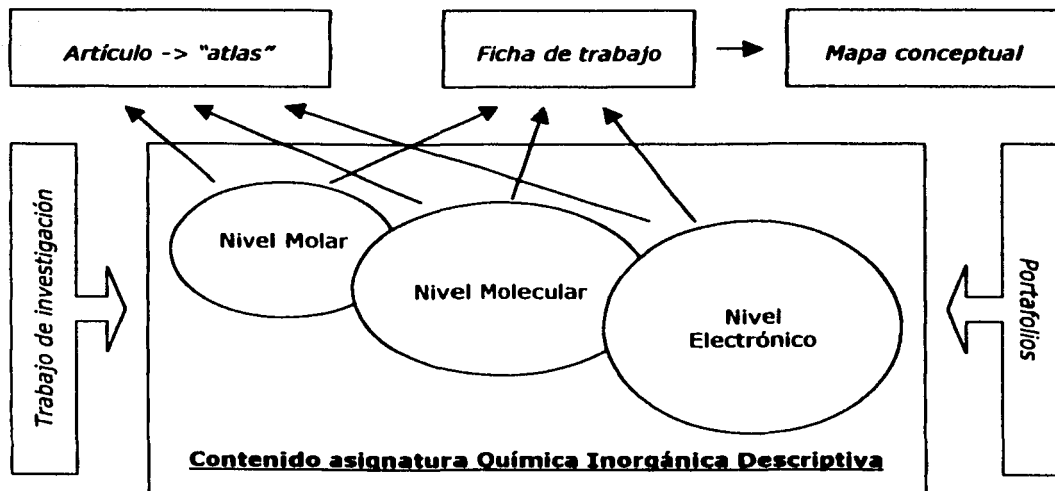 Artículo -> “atlas”
Ficha de trabajo
Mapa conceptual
Trabajo de investigación
Nivel Molar
Nivel Molecular
Nivel
Electrónico
Portafolios
Contenido asignatura Química Inorgánica Descriptiva